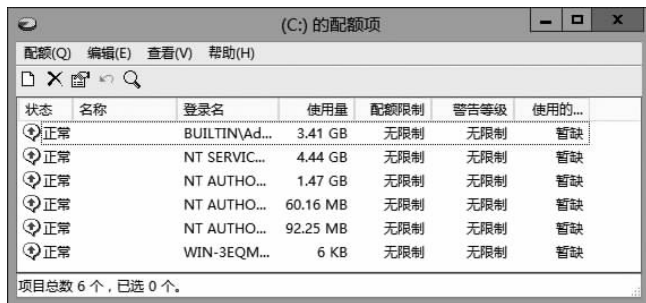 (C:) 的配额项
配额(Q) 编辑(E) 查看(V) 帮助(H)
状态 名称 登录名 使用量 配额限制 警告等级 使用的...
正常 BUILTIN\Ad... 3.41 GB 无限制 无限制 暂缺
正常 NT SERVIC... 4.44 GB 无限制 无限制 暂缺
正常 NT AUTHO... 1.47 GB 无限制 无限制 暂缺
正常 NT AUTHO... 60.16 MB 无限制 无限制 暂缺
正常 NT AUTHO... 92.25 MB 无限制 无限制 暂缺
正常 WIN-3EQM... 6 KB 无限制 无限制 暂缺
项目总数 6 个，已选 0 个。